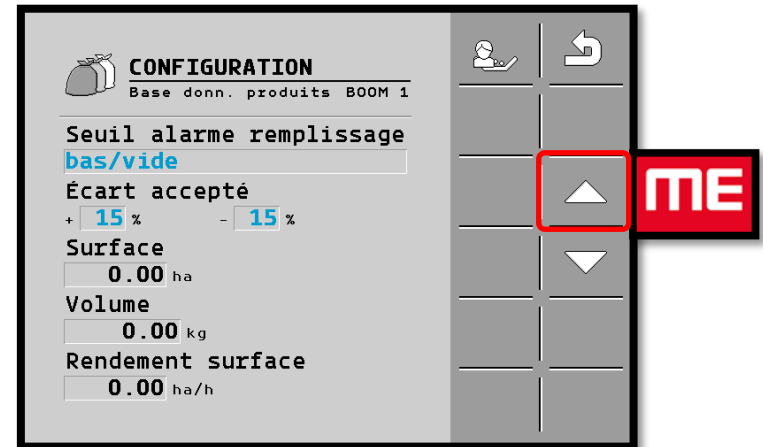 CONFIGURATION
Base donn. produits BOOM 1
Seuil alarme remplissage
bas/vide
Écart accepté
+ 15 % - 15 %
Surface
0.00 ha
Volume
0.00 kg
Rendement surface
0.00 ha/h
ME